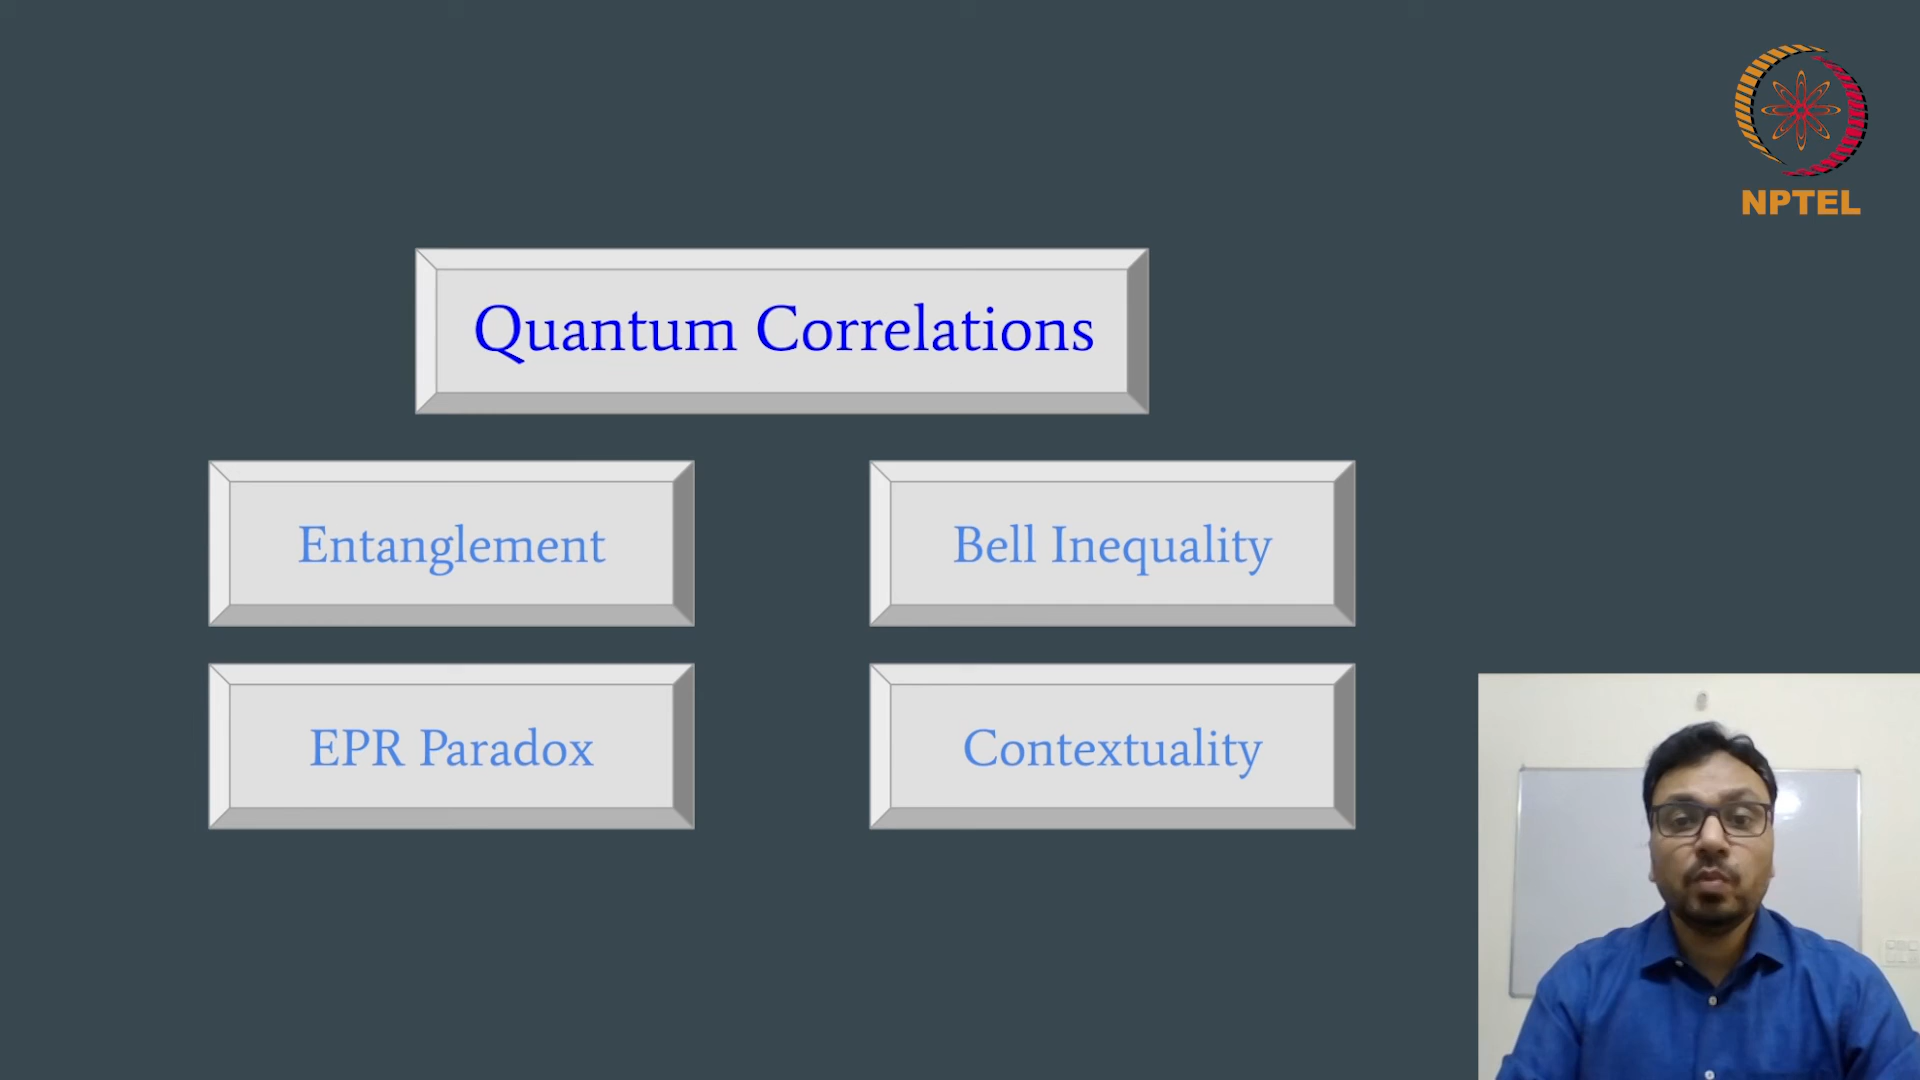 NPTEL
Quantum Correlations
Entanglement
Bell Inequality
EPR Paradox
Contextuality